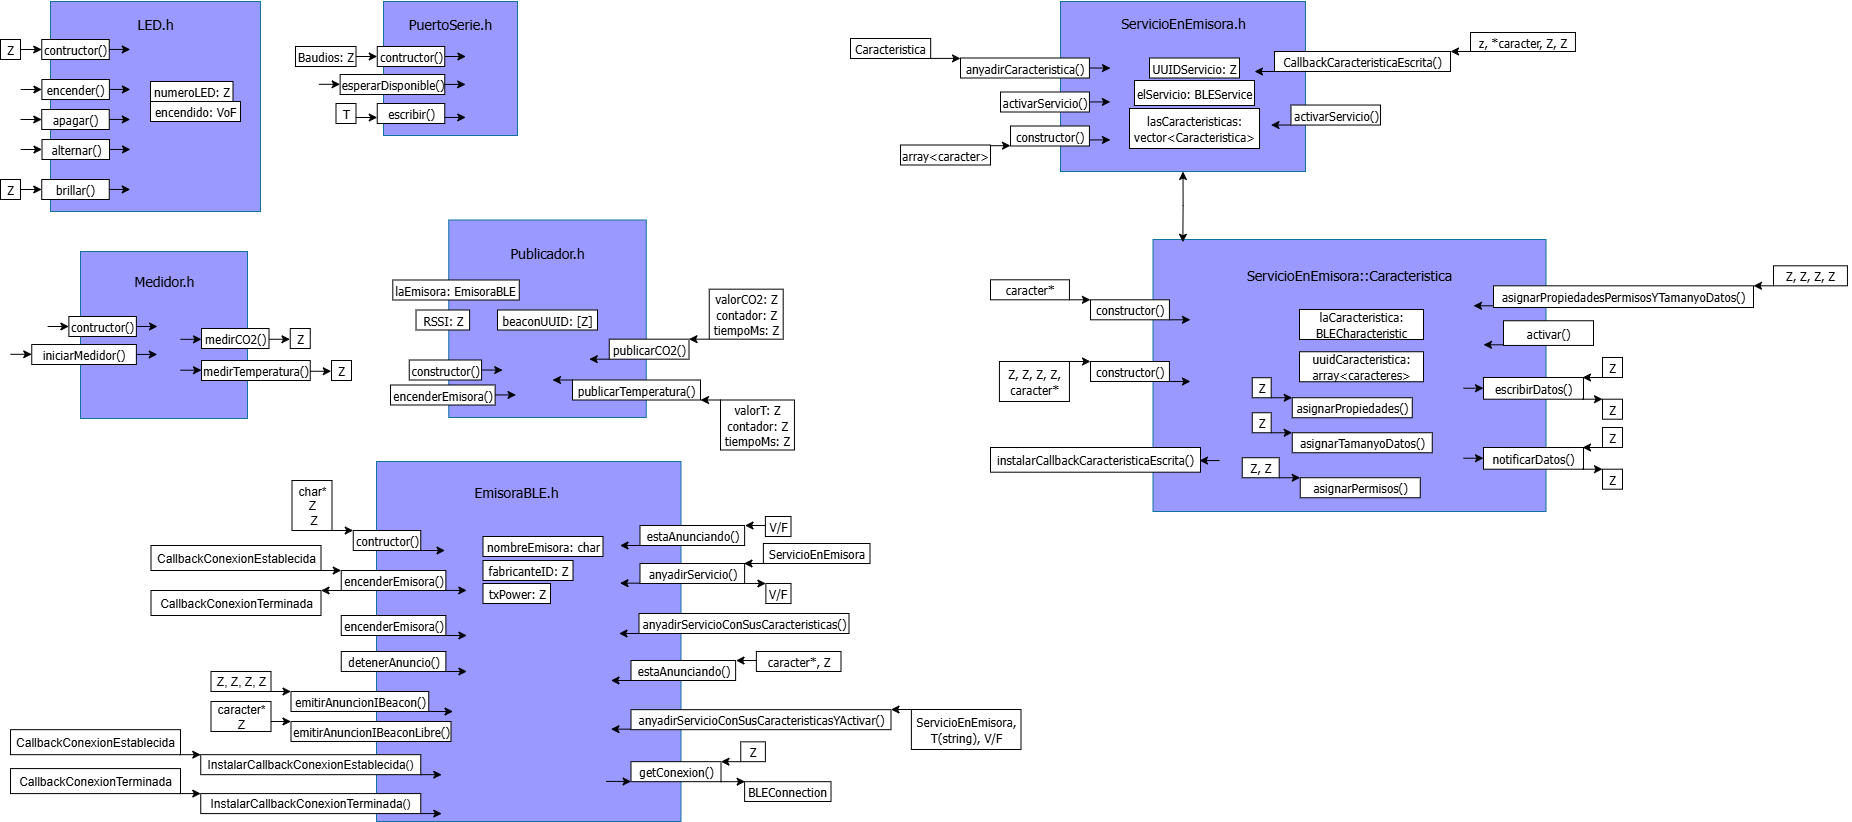 LED.h
Z
contructor()
encender()
apagar()
alternar()
Z
brillar()
numeroLED: Z
encendido: VoF
PuertoSerie.h
Baudios: Z
contructor()
esperarDisponible()
T
escribir()
ServicioEnEmisora.h
Caracteristica
anyadirCaracteristica()
activarServicio()
constructor()
array<caracter>
UUIDServicio: Z
elServicio: BLEService
lasCaracteristicas:
vector<Caracteristica>
z, *caracter, Z, Z
CallbackCaracteristicaEscrita()
activarServicio()
Medidor.h
contructor()
iniciarMedidor()
medirCO2()
Z
medirTemperatura()
Z
Publicador.h
laEmisora: EmisoraBLE
RSSI: Z
beaconUUID: [Z]
constructor()
encenderEmisora()
valorCO2: Z
contador: Z
tiempoMs: Z
publicarCO2()
publicarTemperatura()
valorT: Z
contador: Z
tiempoMs: Z
ServicioEnEmisora::Caracteristica
caracter*
constructor()
Z, Z, Z, Z,
caracter*
constructor()
instalarCallbackCaracteristicaEscrita()
laCaracteristica:
BLECharacteristic
uuidCaracteristica:
array<caracteres>
Z
asignarPropiedades()
Z
asignarTamanyoDatos()
Z, Z
asignarPermisos()
Z, Z, Z, Z
asignarPropiedadesPermisosYTamanyoDatos()
activar()
Z
escribirDatos()
Z
Z
notificarDatos()
Z
EmisoraBLE.h
char*
Z
Z
contructor()
CallbackConexionEstablecida
encenderEmisora()
CallbackConexionTerminada
encenderEmisora()
detenerAnuncio()
Z, Z, Z, Z
emitirAnuncionIBeacon()
caracter*
Z
emitirAnuncionIBeaconLibre()
CallbackConexionEstablecida
InstalarCallbackConexionEstablecida()
CallbackConexionTerminada
InstalarCallbackConexionTerminada()
nombreEmisora: char
fabricanteID: Z
txPower: Z
V/F
estaAnunciando()
ServicioEnEmisora
anyadirServicio()
V/F
anyadirServicioConSusCaracteristicas()
caracter*, Z
estaAnunciando()
anyadirServicioConSusCaracteristicasYActivar()
ServicioEnEmisora,
T(string), V/F
Z
getConexion()
BLEConnection